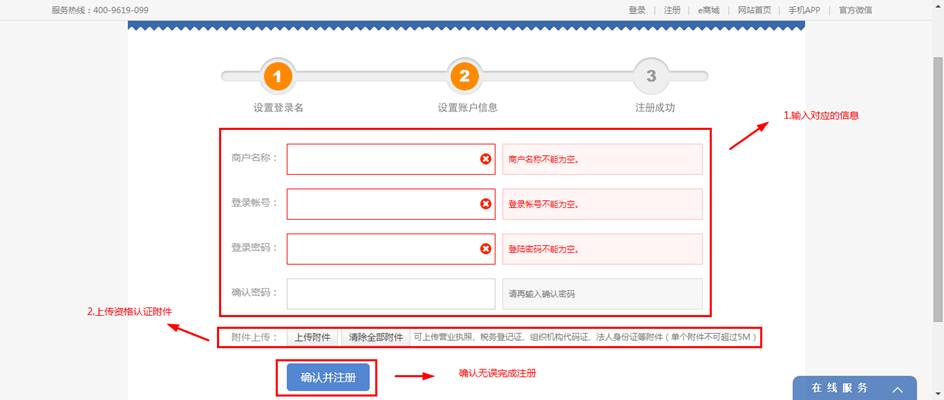 服务热线：400-9619-099
登录 | 注册 | e商城 | 网站首页 | 手机APP | 官方微信
1 2 3
设置登录名 设置账户信息 注册成功
1.输入对应的信息
商户名称： 商户名称不能为空。
登录帐号： 登录帐号不能为空。
登录密码： 登陆密码不能为空。
确认密码： 请再输入确认密码
2.上传资格认证附件
附件上传： 上传附件 清除全部附件 可上传营业执照、税务登记证、组织机构代码证、法人身份证等附件（单个附件不可超过5M）
确认并注册 确认无误完成注册
在线服务